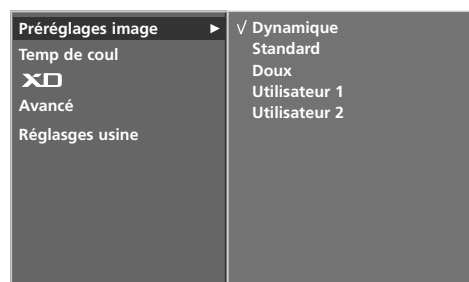 Préréglages image ►
Temp de coul
XD
Avancé
Réglasges usine
√ Dynamique
Standard
Doux
Utilisateur 1
Utilisateur 2